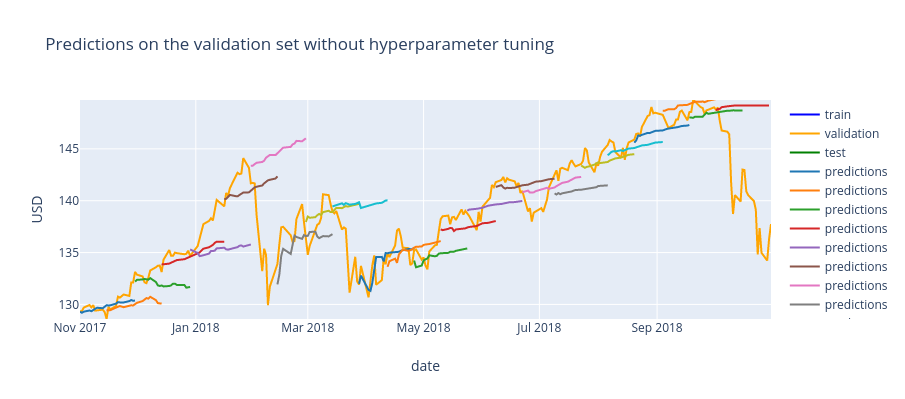 Predictions on the validation set without hyperparameter tuning
USD
145
140
135
130
Nov 2017
Jan 2018
Mar 2018
May 2018
Jul 2018
Sep 2018
date
train
validation
test
predictions
predictions
predictions
predictions
predictions
predictions
predictions
predictions